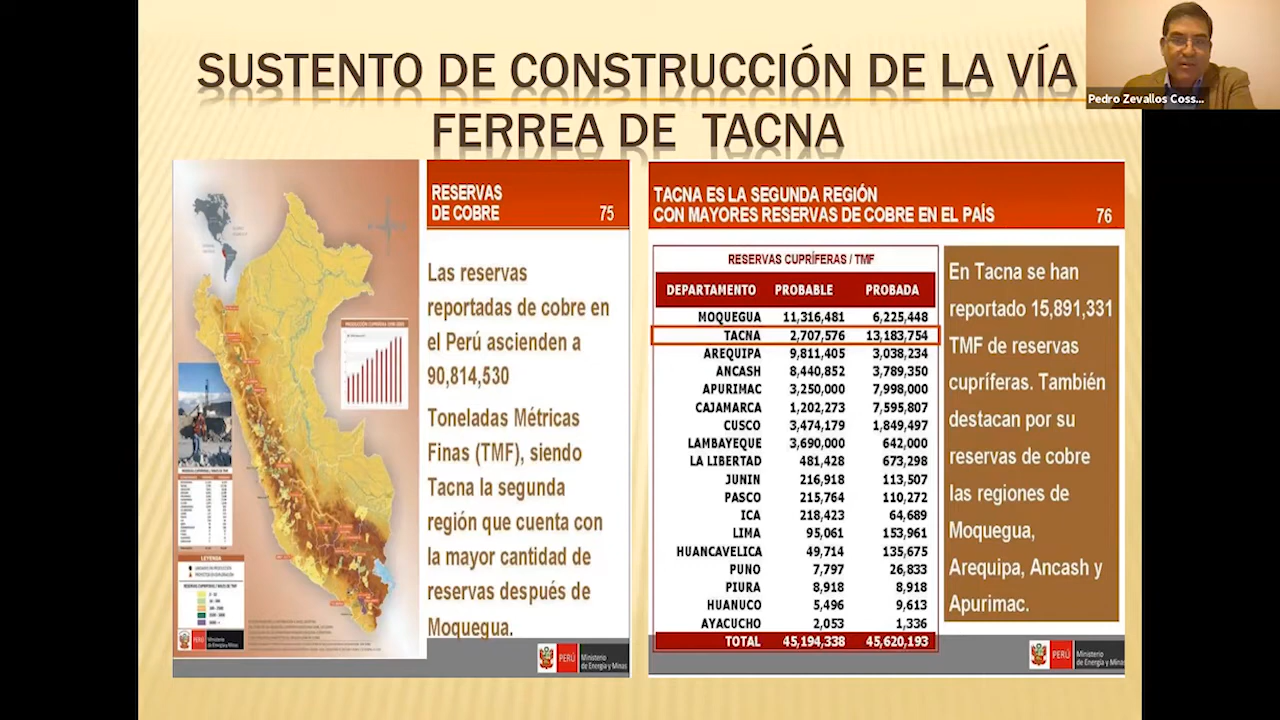 SUSTENTO DE CONSTRUCCIÓN DE LA VÍA
FERREA DE TACNA
Pedro Zevallos Coss...
RESERVAS
DE COBRE 75
Las reservas
reportadas de cobre en
el Perú ascienden a
90,814,530
Toneladas Métricas
Finas (TMF), siendo
Tacna la segunda
región que cuenta con
la mayor cantidad de
reservas después de
Moquegua.
PERÚ Ministerio
de Energía y Minas
LEYENDA
PERÚ Ministerio
de Energía y Minas
TACNA ES LA SEGUNDA REGIÓN
CON MAYORES RESERVAS DE COBRE EN EL PAÍS 76
RESERVAS CUPRÍFERAS / TMF
DEPARTAMENTO PROBABLE PROBADA
MOQUEGUA 11,316,481 6,225,448
TACNA 2,707,576 13,183,754
AREQUIPA 9,811,405 3,038,234
ANCASH 8,440,852 3,789,350
APURIMAC 3,250,000 7,998,000
CAJAMARCA 1,202,273 7,595,807
CUSCO 3,474,179 1,849,497
LAMBAYEQUE 3,690,000 642,000
LA LIBERTAD 481,428 673,298
JUNIN 216,918 113,507
PASCO 215,764 110,272
ICA 218,423 64,689
LIMA 95,061 153,961
HUANCAVELICA 49,714 133,675
PUNO 7,797 26,833
PIURA 8,918 8,918
HUANUCO 5,496 9,613
AYACUCHO 2,053 1,336
TOTAL 45,194,338 45,620,193
En Tacna se han
reportado 15,891,331
TMF de reservas
cupríferas. También
destacan por su
reservas de cobre
las regiones de
Moquegua,
Arequipa, Ancash y
Apurimac.
PERÚ Ministerio
de Energía y Minas